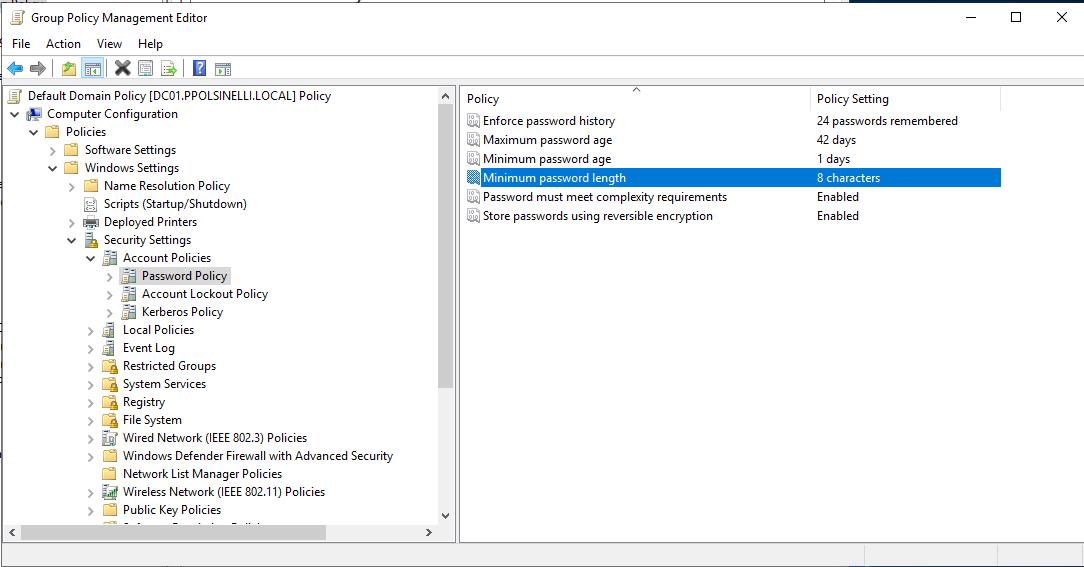 Group Policy Management Editor
File Action View Help
Default Domain Policy [DC01.PPOLSINELLI.LOCAL] Policy
Computer Configuration
Policies
Software Settings
Windows Settings
Name Resolution Policy
Scripts (Startup/Shutdown)
Deployed Printers
Security Settings
Account Policies
Password Policy
Account Lockout Policy
Kerberos Policy
Local Policies
Event Log
Restricted Groups
System Services
Registry
File System
Wired Network (IEEE 802.3) Policies
Windows Defender Firewall with Advanced Security
Network List Manager Policies
Wireless Network (IEEE 802.11) Policies
Public Key Policies
Policy Policy Setting
Enforce password history 24 passwords remembered
Maximum password age 42 days
Minimum password age 1 days
Minimum password length 8 characters
Password must meet complexity requirements Enabled
Store passwords using reversible encryption Enabled